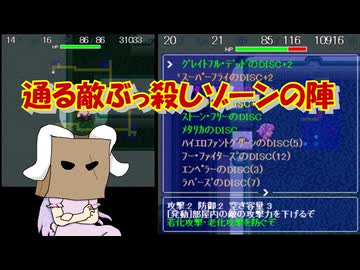 14 16 86 86 31033
HP
20 21 85 116 10916
HP
グレイトフル・デッドのDISC+2
スーパーフライのDISC+2
通る敵ぶっ殺しゾーンの陣
ストーン・フリーのDISC
メタリカのDISC
ハイエロファントグリーンのDISC(5)
フー・ファイターズのDISC(7)
エンペラーのDISC(3)
ラバーズのDISC(7)
攻撃:2 防御:2 空き容量 3
[発動]部屋内の敵の攻撃力を下げるぞ
若化攻撃・老化攻撃を防ぐぞ